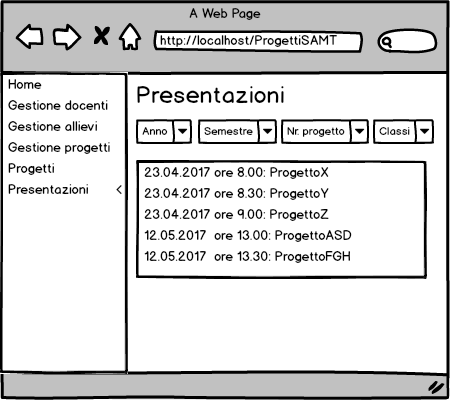 A Web Page
http://localhost/ProgettiSAMT
Home
Gestione docenti
Gestione allievi
Gestione progetti
Progetti
Presentazioni <
Presentazioni
Anno Semestre Nr. progetto Classi
23.04.2017 ore 8.00: ProgettoX
23.04.2017 ore 8.30: ProgettoY
23.04.2017 ore 9.00: ProgettoZ
12.05.2017 ore 13.00: ProgettoASD
12.05.2017 ore 13.30: ProgettoFGH